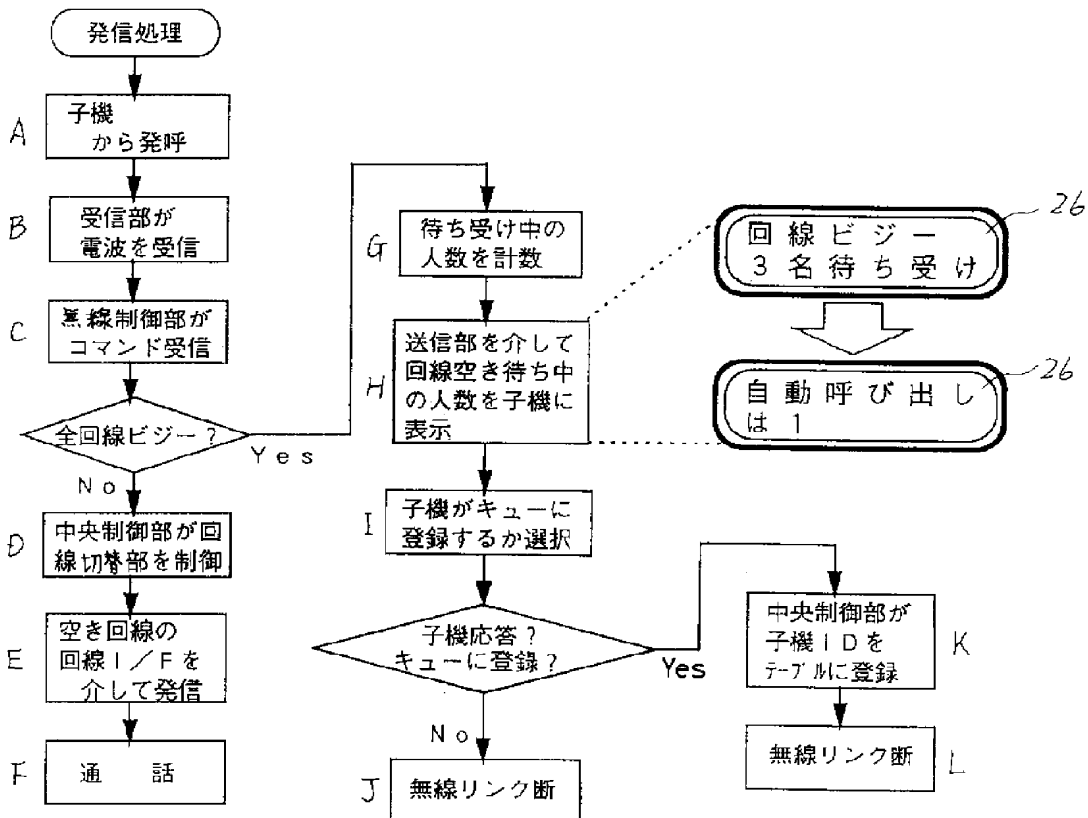 発信処理
A
子機
から発呼
B
受信部が
電波を受信
C
無線制御部が
コマンド受信
全回線ビジー?
Yes
No
D
中央制御部が回
線切替部を制御
E
空き回線の
回線I/Fを
介して発信
F
通 話
G
待ち受け中の
人数を計数
H
送信部を介して
回線空き待ち中
の人数を子機に
表示
I
子機がキューに
登録するか選択
子機応答?
キューに登録?
Yes
No
J
無線リンク断
26
回線ビジー
3名待ち受け
26
自動呼び出し
は1
K
中央制御部が
子機IDを
テーブルに登録
L
無線リンク断